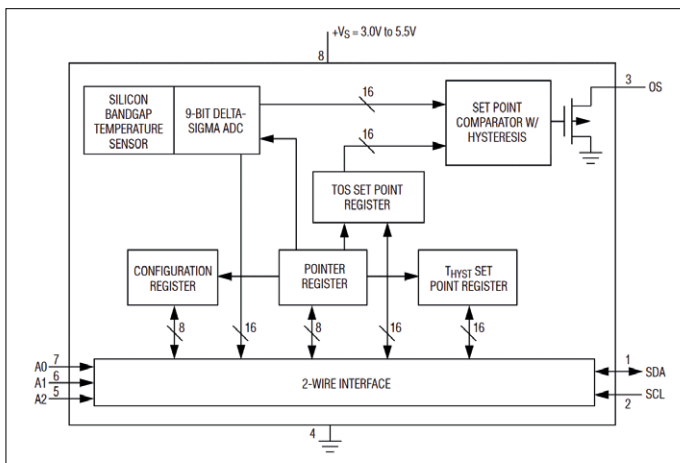 +VS = 3.0V to 5.5V
8
3
OS
SILICON
BANDGAP
TEMPERATURE
SENSOR
9-BIT DELTA-
SIGMA ADC
16
16
SET POINT
COMPARATOR W/
HYSTERESIS
TOS SET POINT
REGISTER
CONFIGURATION
REGISTER
POINTER
REGISTER
THYST SET
POINT REGISTER
8
16
8
16
16
A0 7
A1 6
A2 5
2-WIRE INTERFACE
1
SDA
SCL
2
4